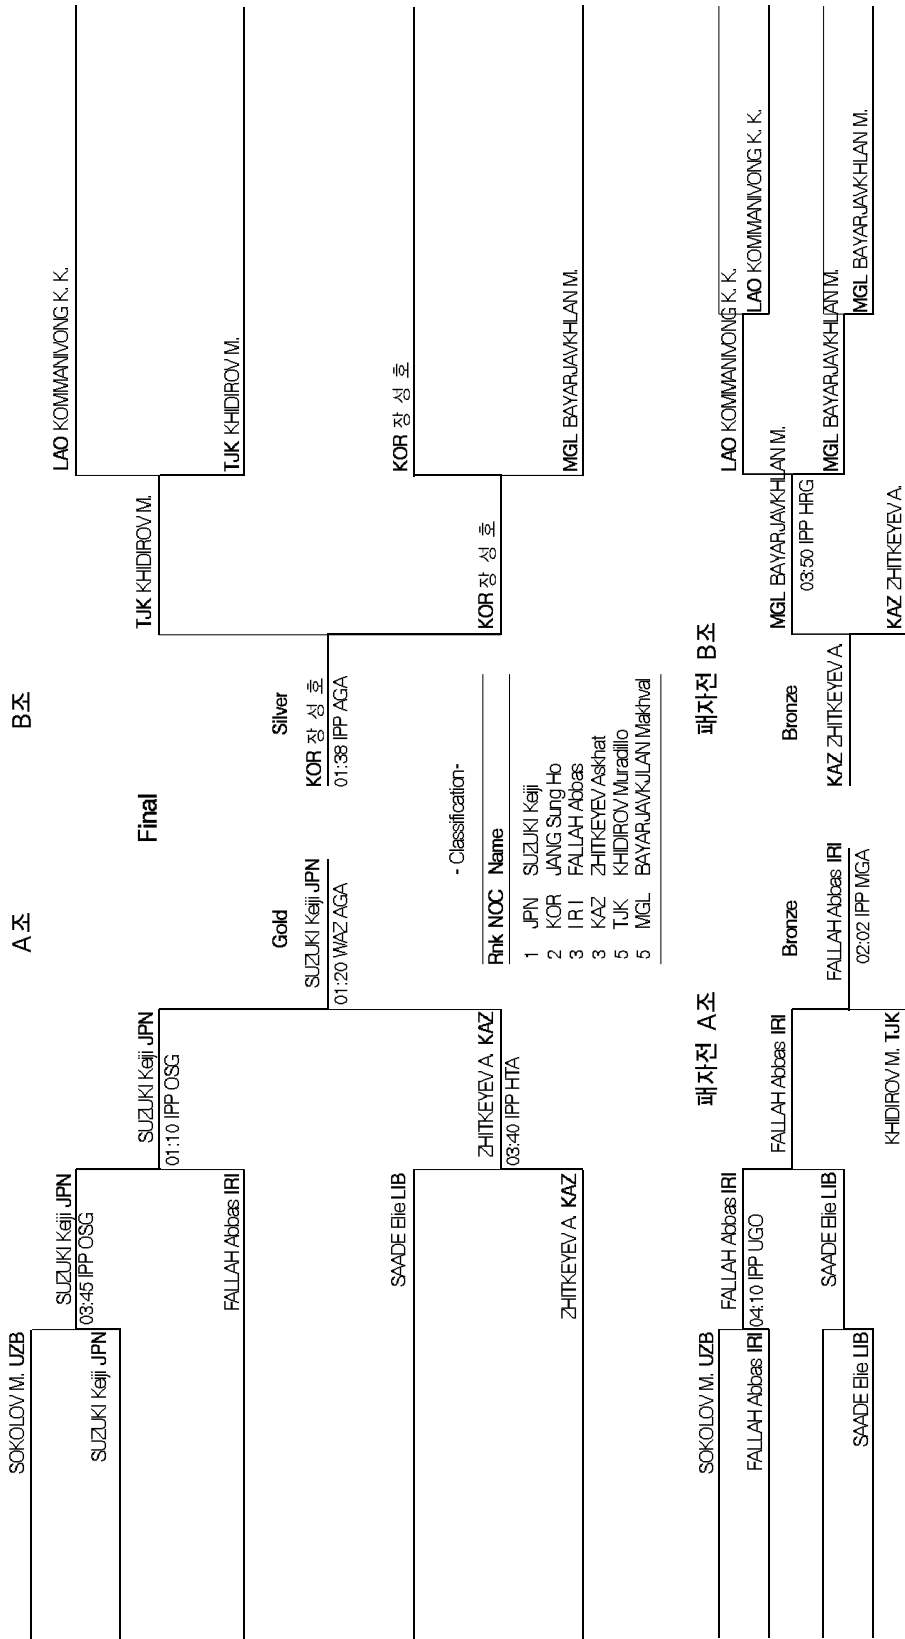 A조
B조
Final
SOKOLOV M. UZB
SUZUKI Keiji JPN
SUZUKI Keiji JPN
03:45 IPP OSG
FALLAH Abbas IRI
SUZUKI Keiji JPN
01:10 IPP OSG
SAADE Elie LIB
ZHITKEYEV A. KAZ
ZHITKEYEV A. KAZ
03:40 IPP HTA
Gold
SUZUKI Keiji JPN
01:20 WAZ AGA
Silver
KOR 장 성 호
01:38 IPP AGA
TJK KHIDIROV M.
LAO KOMMANIVONG K. K.
TJK KHIDIROV M.
KOR 장 성 호
KOR 장 성 호
MGL BAYARJAVKHLAN M.
- Classification-
Rnk NOC Name
1 JPN SUZUKI Keiji
2 KOR JANG Sung Ho
3 I R I FALLAH Abbas
3 KAZ ZHITKEYEV Askhat
5 TJK KHIDIROV Muradillo
5 MGL BAYARJAVKJLAN Makhval
패자전 A조
패자전 B조
SOKOLOV M. UZB
FALLAH Abbas IRI
FALLAH Abbas IRI
04:10 IPP UGO
SAADE Elie LIB
SAADE Elie LIB
FALLAH Abbas IRI
KHIDIROV M. TJK
Bronze
FALLAH Abbas IRI
02:02 IPP MGA
Bronze
KAZ ZHITKEYEV A.
MGL BAYARJAVKHLAN M.
03:50 IPP HRG
KAZ ZHITKEYEV A.
LAO KOMMANIVONG K. K.
LAO KOMMANIVONG K. K.
MGL BAYARJAVKHLAN M.
MGL BAYARJAVKHLAN M.